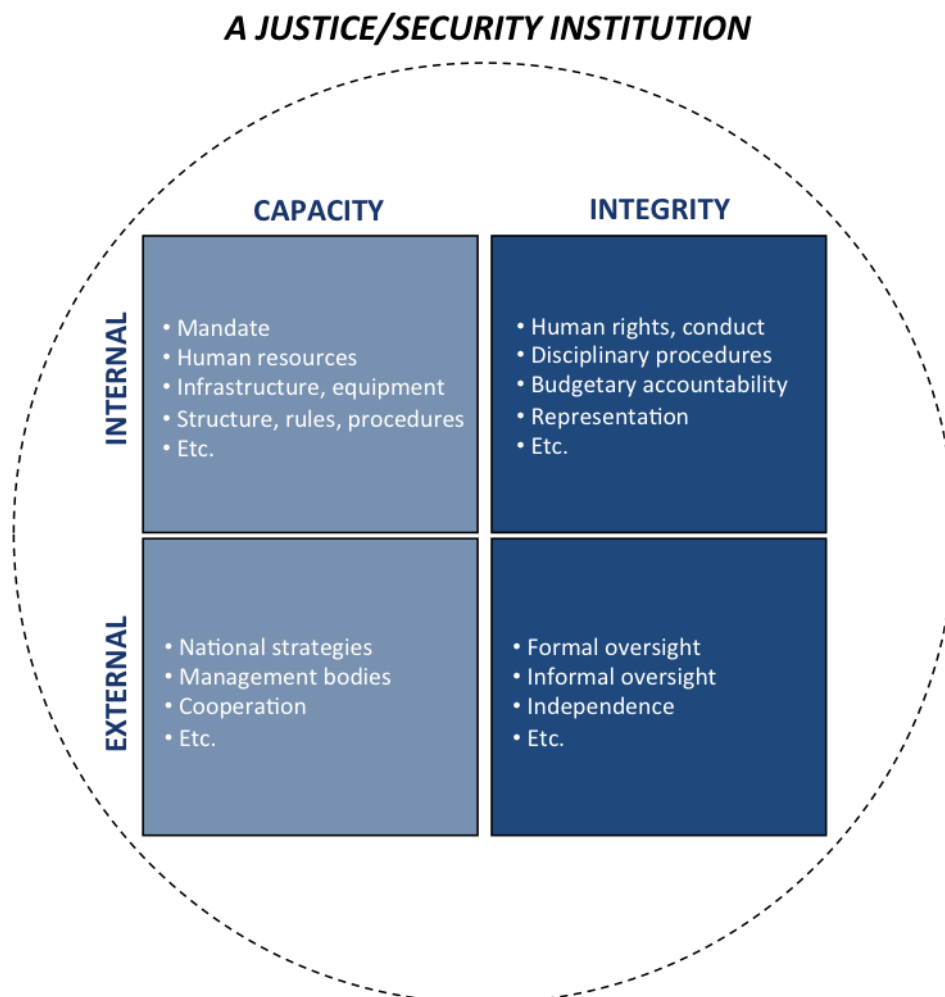 A JUSTICE/SECURITY INSTITUTION
CAPACITY
INTEGRITY
INTERNAL
• Mandate
• Human resources
• Infrastructure, equipment
• Structure, rules, procedures
• Etc.
• Human rights, conduct
• Disciplinary procedures
• Budgetary accountability
• Representation
• Etc.
EXTERNAL
• National strategies
• Management bodies
• Cooperation
• Etc.
• Formal oversight
• Informal oversight
• Independence
• Etc.